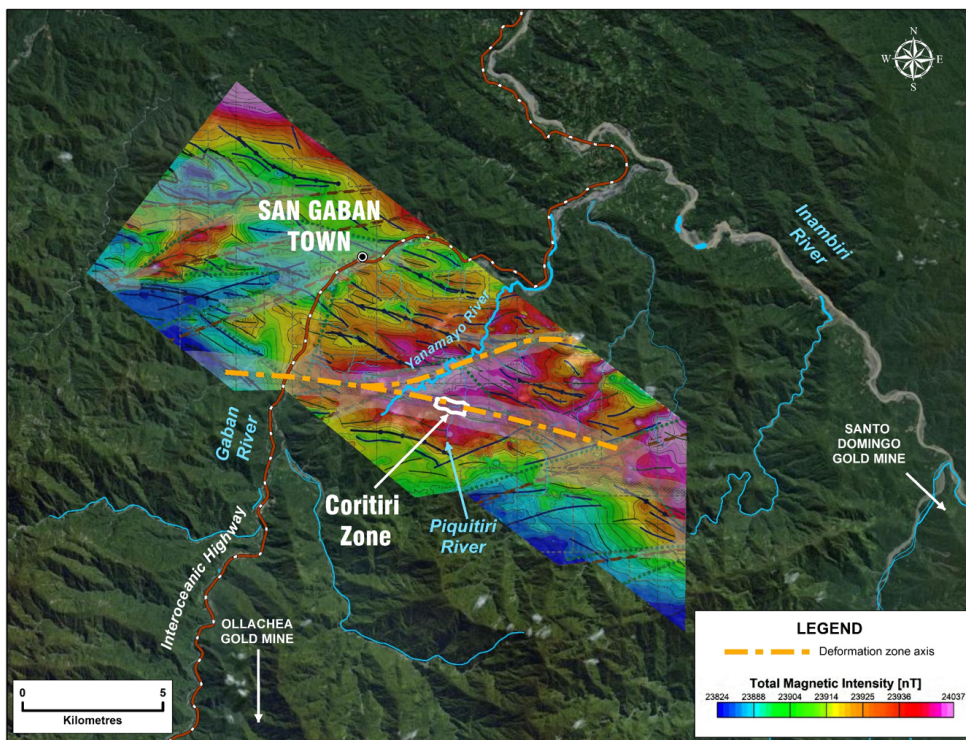 N
W E
S
SAN GABAN
TOWN
Inambiri
River
Yanamayo River
Gaban
River
SANTO
DOMINGO
GOLD MINE
Coritiri
Zone
Piquitiri
River
Interoceanic Highway
OLLACHEA
GOLD MINE
0 5
Kilometres
LEGEND
Deformation zone axis
Total Magnetic Intensity [nT]
23824 23888 23904 23914 23925 23936 24037